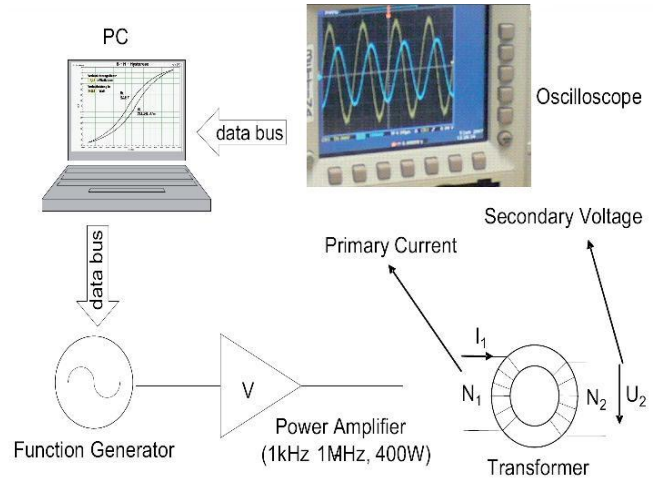 PC
B - H - Hysterese
data bus
Oscilloscope
data bus
Secondary Voltage
Primary Current
I₁
V
N₁
N₂
U₂
Power Amplifier
(1kHz 1MHz, 400W)
Function Generator
Transformer